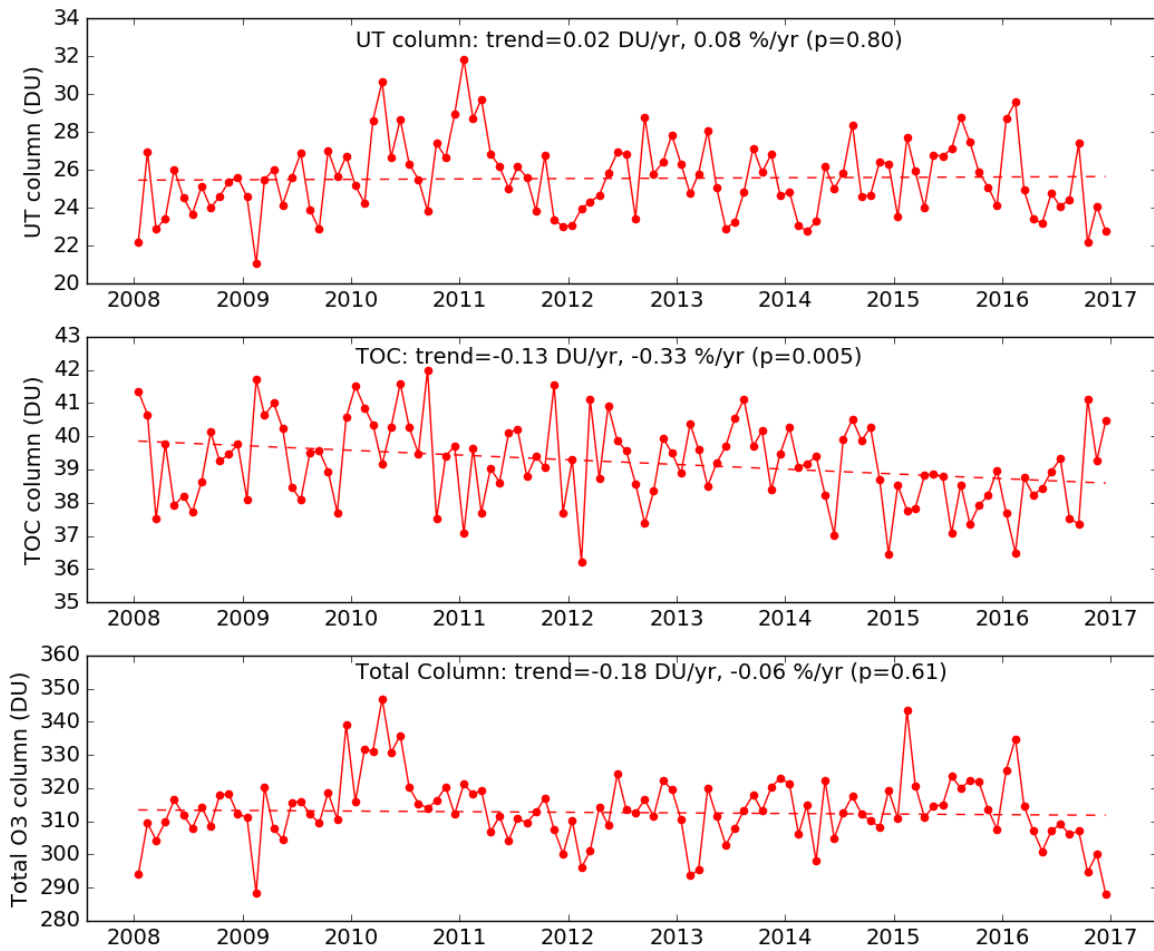 34
32
30
28
26
24
22
20
UT column (DU)
UT column: trend=0.02 DU/yr, 0.08 %/yr (p=0.80)
2008 2009 2010 2011 2012 2013 2014 2015 2016 2017
43
42
41
40
39
38
37
36
35
TOC column (DU)
TOC: trend=-0.13 DU/yr, -0.33 %/yr (p=0.005)
2008 2009 2010 2011 2012 2013 2014 2015 2016 2017
360
350
340
330
320
310
300
290
280
Total O3 column (DU)
Total Column: trend=-0.18 DU/yr, -0.06 %/yr (p=0.61)
2008 2009 2010 2011 2012 2013 2014 2015 2016 2017